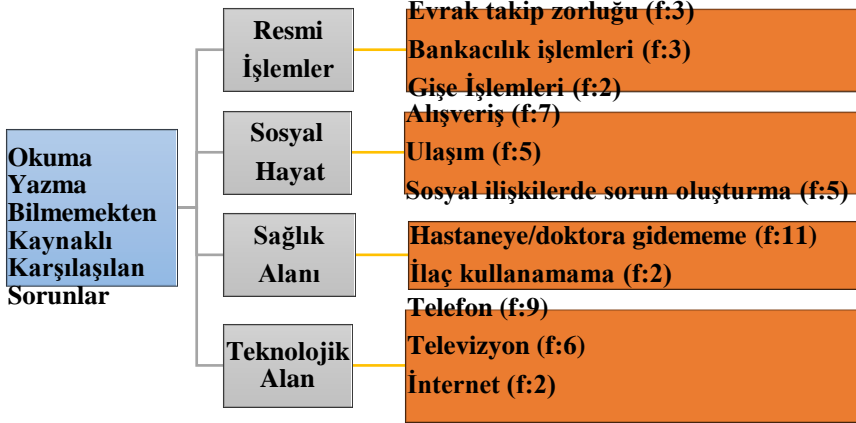 Okuma
Yazma
Bilmemekten
Kaynaklı
Karşılaşılan
Sorunlar
Resmi
İşlemler
Evrak takip zorluğu (f:3)
Bankacılık işlemleri (f:3)
Gişe İşlemleri (f:2)
Sosyal
Hayat
Alışveriş (f:7)
Ulaşım (f:5)
Sosyal ilişkilerde sorun oluşturma (f:5)
Sağlık
Alanı
Hastaneye/doktora gidememe (f:11)
İlaç kullanamama (f:2)
Teknolojik
Alan
Telefon (f:9)
Televizyon (f:6)
İnternet (f:2)